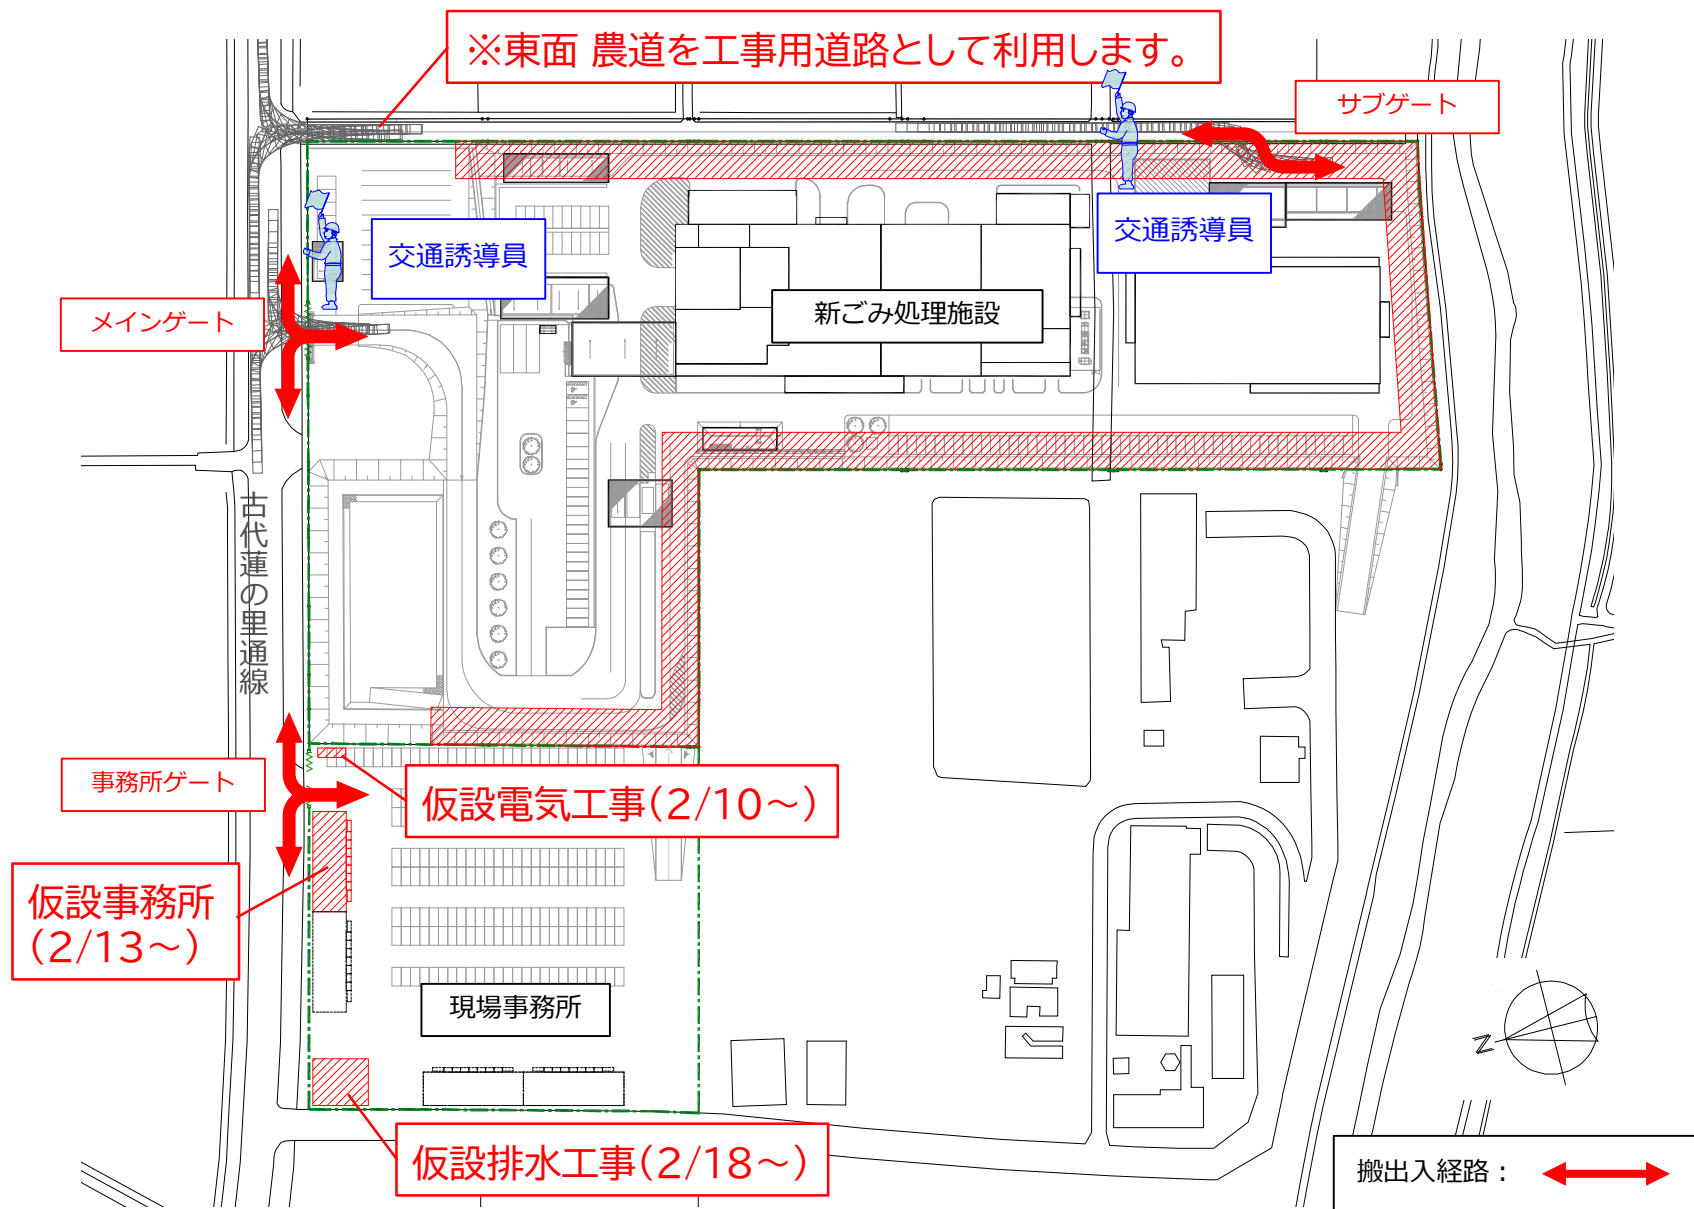 ※東面 農道を工事用道路として利用します。
サブゲート
交通誘導員
交通誘導員
新ごみ処理施設
メインゲート
古代蓮の里通線
事務所ゲート
仮設電気工事(2/10～)
仮設事務所
(2/13～)
現場事務所
N
仮設排水工事(2/18～)
搬出入経路：